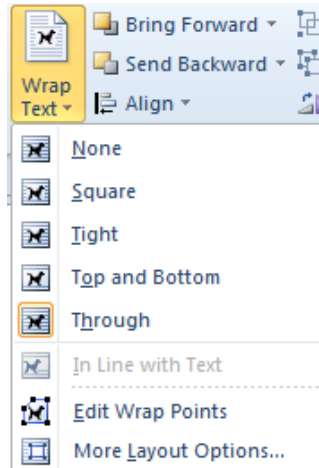 Bring Forward
Send Backward
Wrap
Text
Align
None
Square
Tight
Top and Bottom
Through
In Line with Text
Edit Wrap Points
More Layout Options...